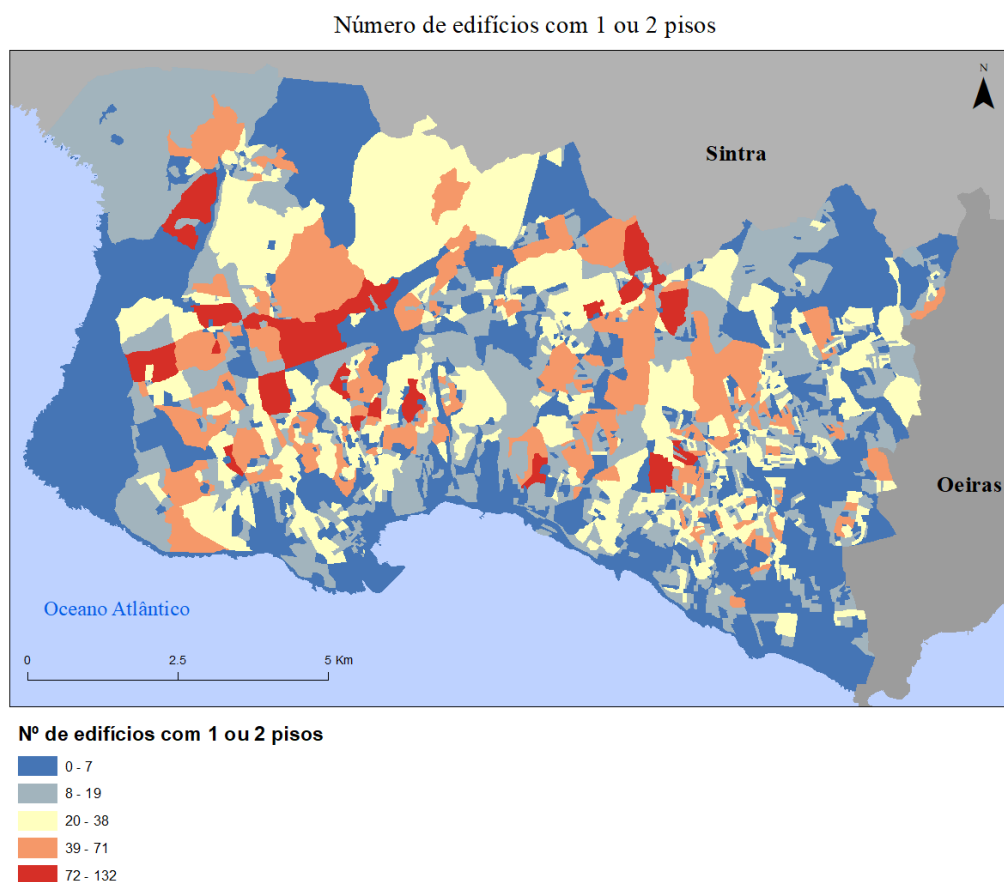 Número de edifícios com 1 ou 2 pisos
N
Sintra
Oeiras
Oceano Atlântico
0 2.5 5 Km
Nº de edifícios com 1 ou 2 pisos
0 - 7
8 - 19
20 - 38
39 - 71
72 - 132